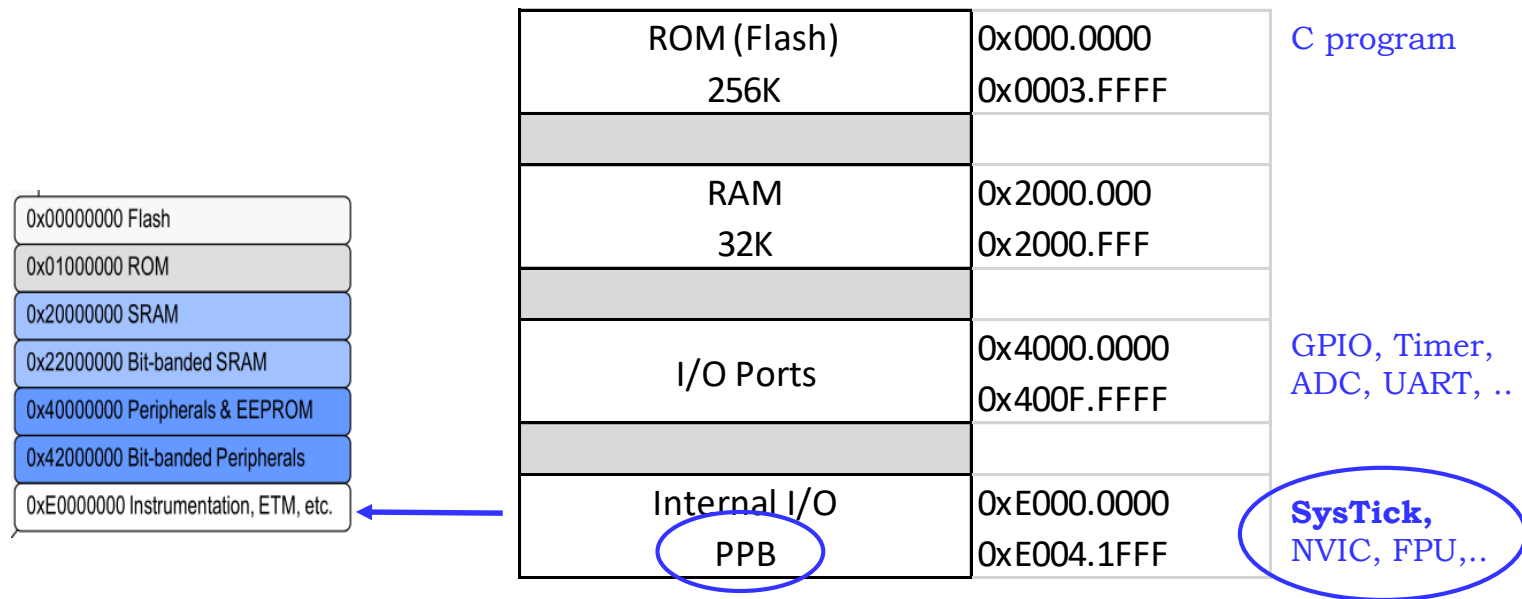 ROM (Flash)
256K
0x000.0000
0x0003.FFFF
C program
RAM
32K
0x2000.000
0x2000.FFF
I/O Ports
0x4000.0000
0x400F.FFFF
GPIO, Timer,
ADC, UART, ..
Internal I/O
PPB
0xE000.0000
0xE004.1FFF
SysTick,
NVIC, FPU,..
0x00000000 Flash
0x01000000 ROM
0x20000000 SRAM
0x22000000 Bit-banded SRAM
0x40000000 Peripherals & EEPROM
0x42000000 Bit-banded Peripherals
0xE0000000 Instrumentation, ETM, etc.